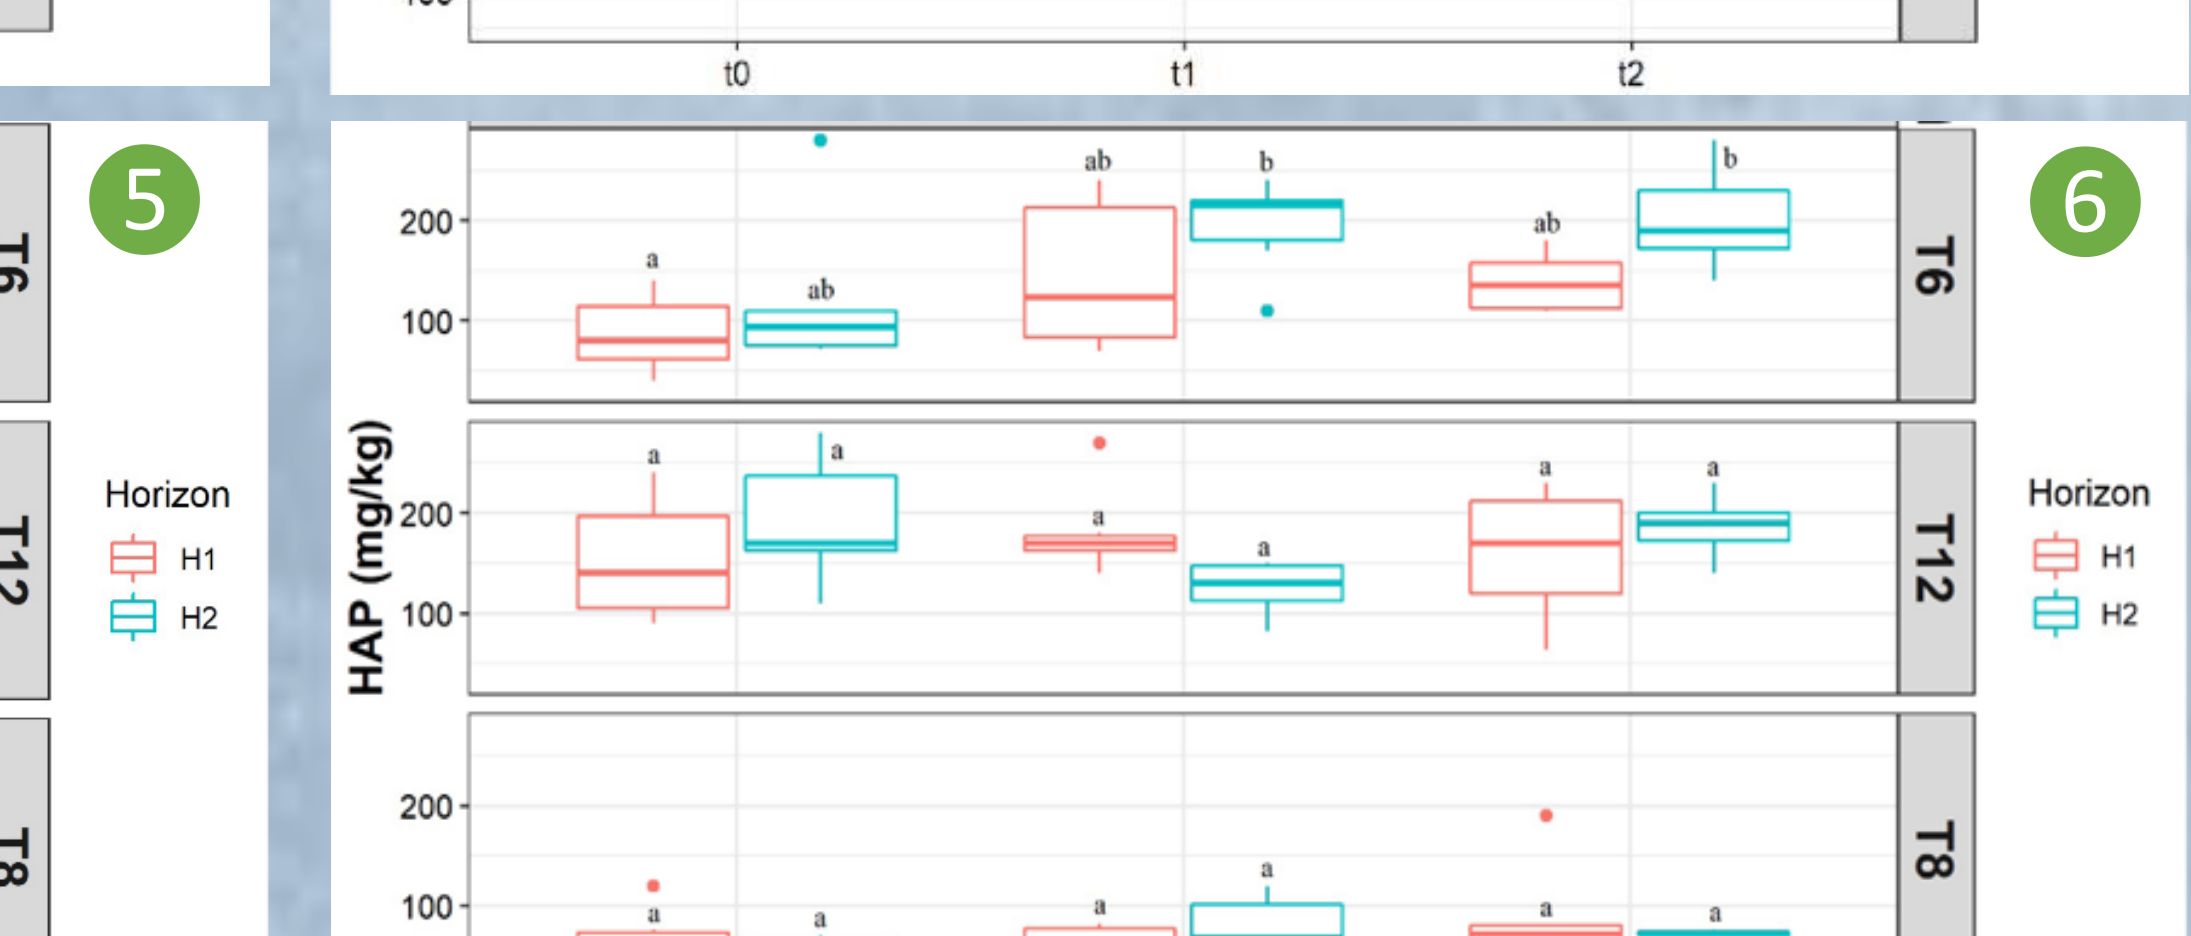 t0 t1 t2
T6
5
Horizon
H1
H2
T12
T8
HAP (mg/kg)
200
100
a ab ab b ab b
T6
6
200
100
a a a a a a
T12
Horizon
H1
H2
200
100
a a a a a a
T8